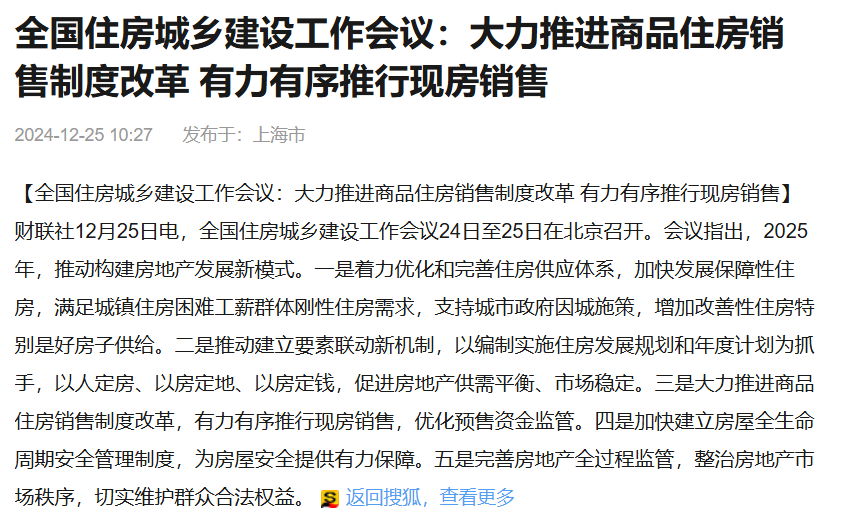 全国住房城乡建设工作会议：大力推进商品住房销
售制度改革 有力有序推行现房销售
2024-12-25 10:27 发布于：上海市
【全国住房城乡建设工作会议：大力推进商品住房销售制度改革 有力有序推行现房销售】
财联社12月25日电，全国住房城乡建设工作会议24日至25日在北京召开。会议指出，2025
年，推动构建房地产发展新模式。一是着力优化和完善住房供应体系，加快发展保障性住
房，满足城镇住房困难工薪群体刚性住房需求，支持城市政府因城施策，增加改善性住房特
别是好房子供给。二是推动建立要素联动新机制，以编制实施住房发展规划和年度计划为抓
手，以人定房、以房定地、以房定钱，促进房地产供需平衡、市场稳定。三是大力推进商品
住房销售制度改革，有力有序推行现房销售，优化预售资金监管。四是加快建立房屋全生命
周期安全管理制度，为房屋安全提供有力保障。五是完善房地产全过程监管，整治房地产市
场秩序，切实维护群众合法权益。 S 返回搜狐，查看更多